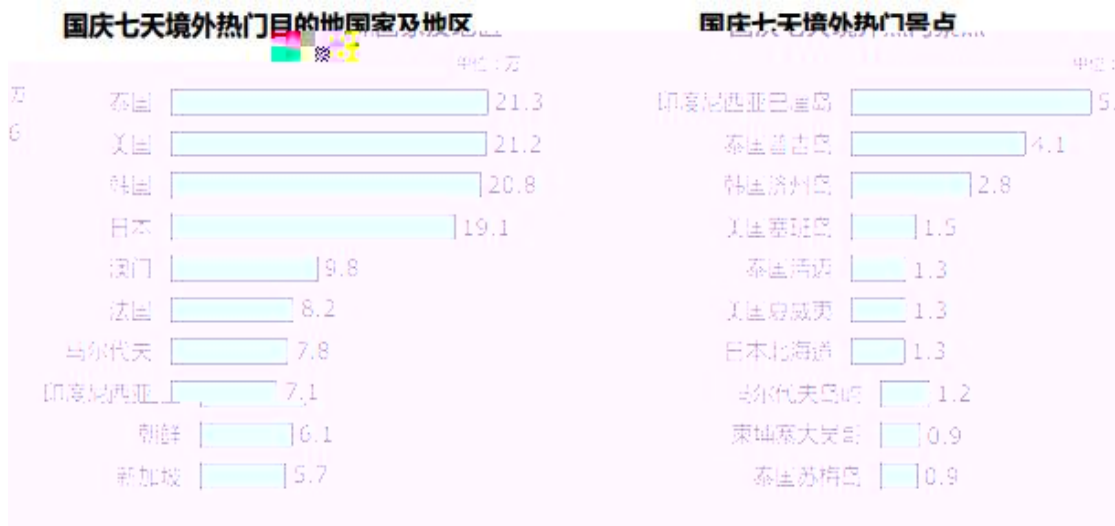 国庆七天境外热门目的地国家及地区
单位：万
泰国 21.3
美国 21.2
韩国 20.8
日本 19.1
澳门 9.8
法国 8.2
马尔代夫 7.8
印度尼西亚 7.1
朝鲜 6.1
新加坡 5.7
万
国庆七天境外热门景点
单位：
印度尼西亚巴厘岛 5.
泰国普吉岛 4.1
韩国济州岛 2.8
美国塞班岛 1.5
泰国清迈 1.3
美国夏威夷 1.3
日本北海道 1.3
马尔代夫岛屿 1.2
柬埔寨大吴哥 0.9
泰国苏梅岛 0.9